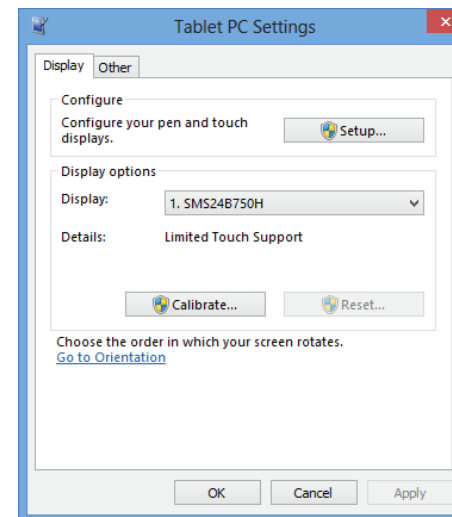 Tablet PC Settings
Display Other
Configure
Configure your pen and touch
displays.
Setup...
Display options
Display: 1. SMS24B750H
Details: Limited Touch Support
Calibrate... Reset...
Choose the order in which your screen rotates.
Go to Orientation
OK Cancel Apply